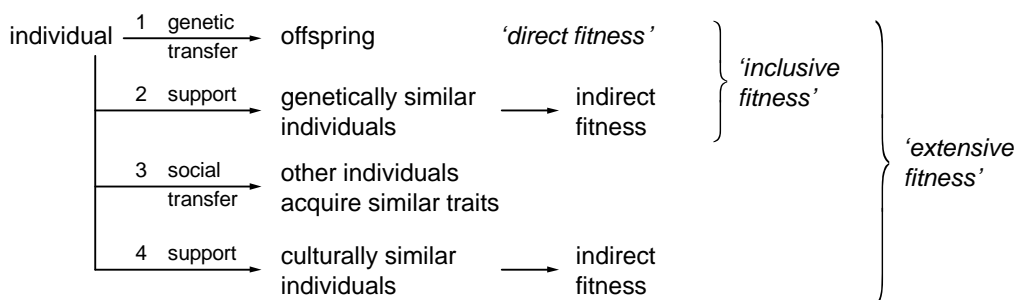 individual 1 genetic transfer offspring 'direct fitness'
'inclusive fitness'
2 support genetically similar individuals indirect fitness
'extensive fitness'
3 social transfer other individuals acquire similar traits
4 support culturally similar individuals indirect fitness